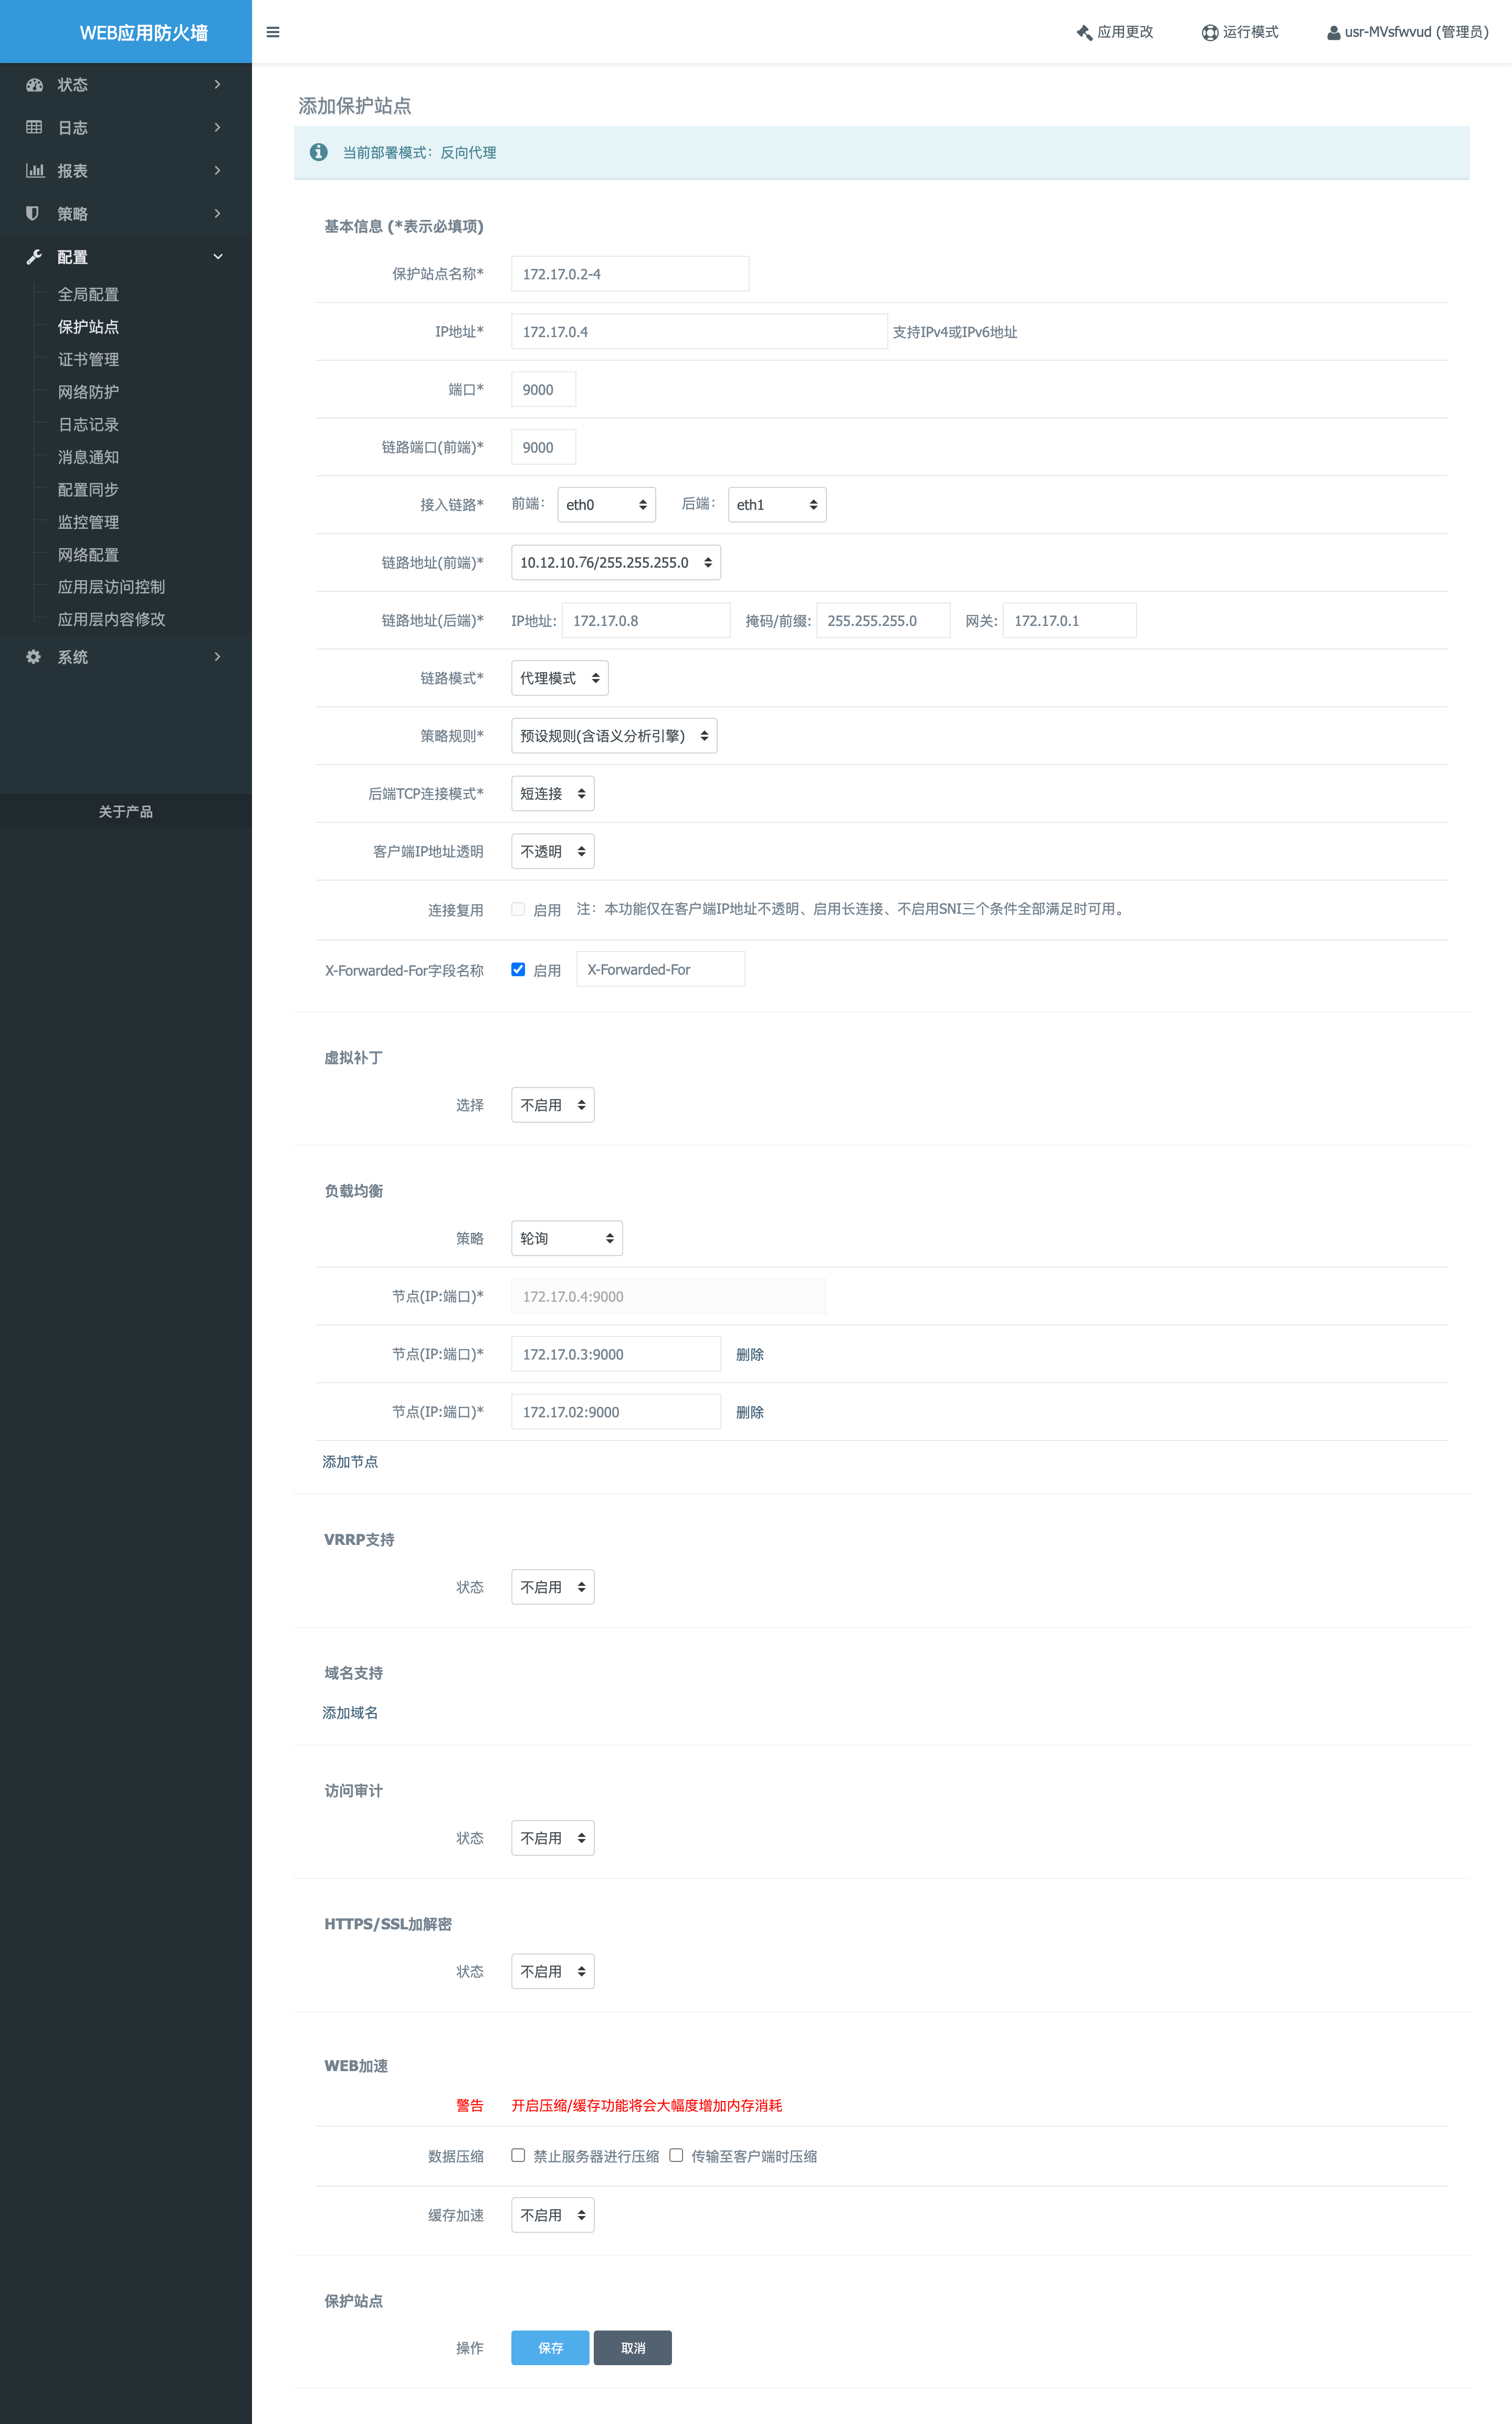 WEB应用防火墙
应用更改 运行模式 usr-MVsfwvud (管理员)
状态
日志
报表
策略
配置
全局配置
保护站点
证书管理
网络防护
日志记录
消息通知
配置同步
监控管理
网络配置
应用层访问控制
应用层内容修改
系统
关于产品
添加保护站点
当前部署模式：反向代理
基本信息 (*表示必填项)
保护站点名称* 172.17.0.2-4
IP地址* 172.17.0.4 支持IPv4或IPv6地址
端口* 9000
链路端口(前端)* 9000
接入链路* 前端： eth0 后端： eth1
链路地址(前端)* 10.12.10.76/255.255.255.0
链路地址(后端)* IP地址: 172.17.0.8 掩码/前缀: 255.255.255.0 网关: 172.17.0.1
链路模式* 代理模式
策略规则* 预设规则(含语义分析引擎)
后端TCP连接模式* 短连接
客户端IP地址透明 不透明
连接复用 启用 注：本功能仅在客户端IP地址不透明、启用长连接、不启用SNI三个条件全部满足时可用。
X-Forwarded-For字段名称 启用 X-Forwarded-For
虚拟补丁
选择 不启用
负载均衡
策略 轮询
节点(IP:端口)* 172.17.0.4:9000
节点(IP:端口)* 172.17.0.3:9000 删除
节点(IP:端口)* 172.17.02:9000 删除
添加节点
VRRP支持
状态 不启用
域名支持
添加域名
访问审计
状态 不启用
HTTPS/SSL加解密
状态 不启用
WEB加速
警告 开启压缩/缓存功能将会大幅度增加内存消耗
数据压缩 禁止服务器进行压缩 传输至客户端时压缩
缓存加速 不启用
保护站点
操作 保存 取消